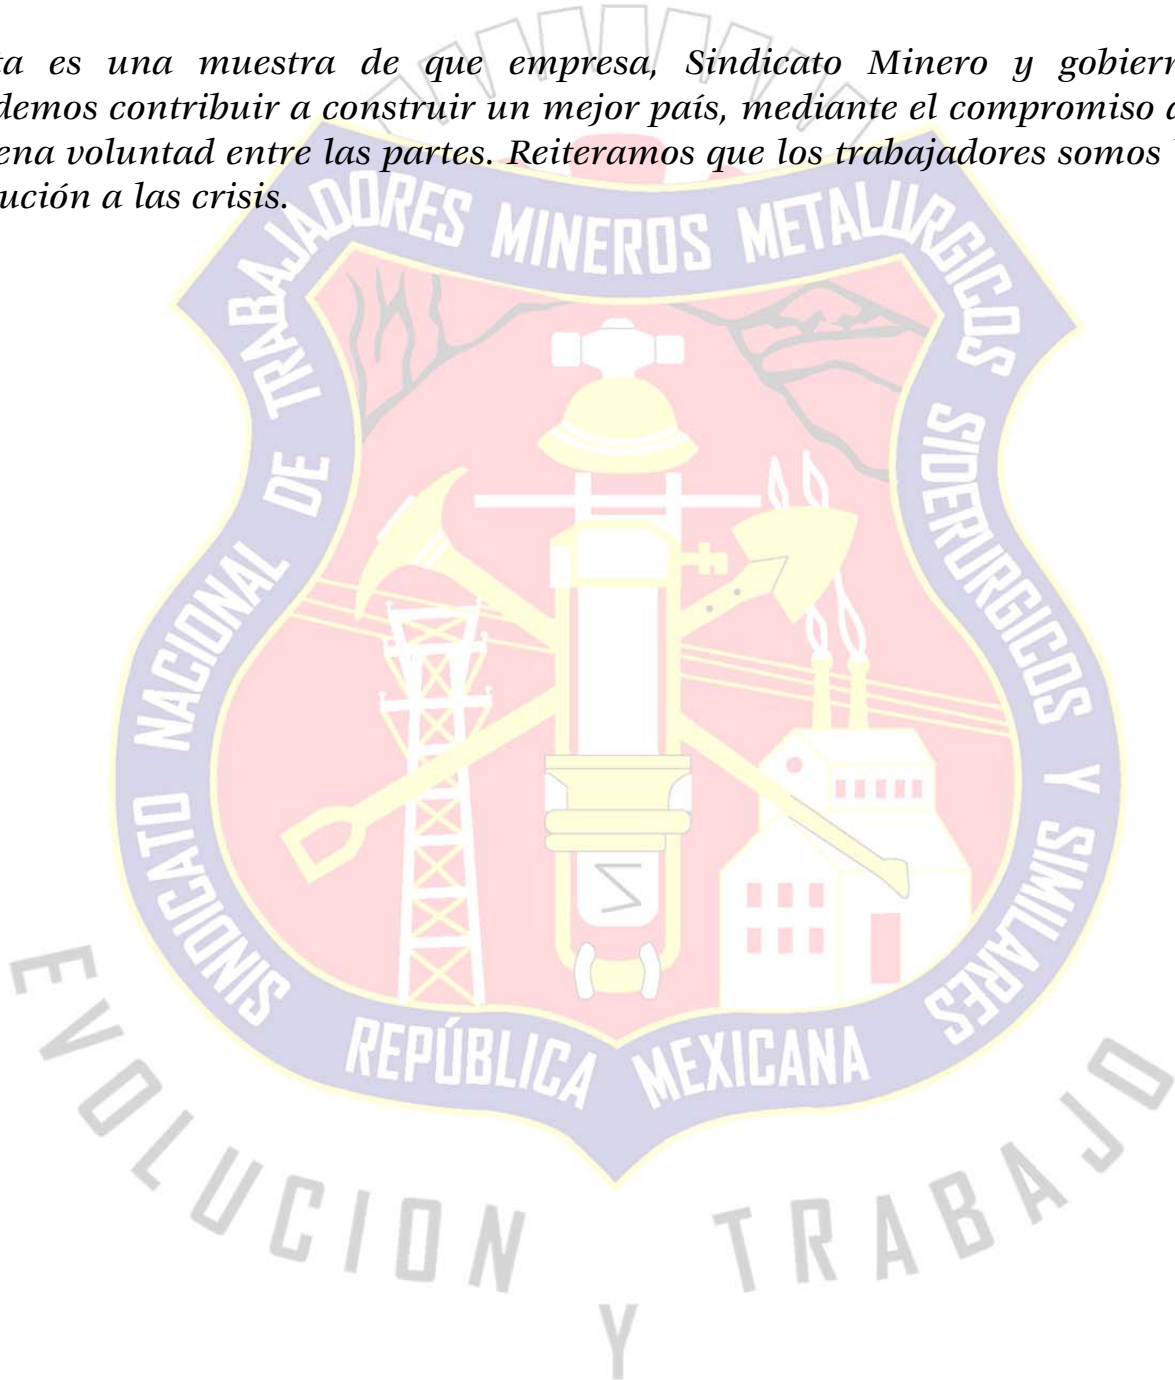 ta es una muestra de que empresa, Sindicato Minero y gobiern
demos contribuir a construir un mejor país, mediante el compromiso d
ena voluntad entre las partes. Reiteramos que los trabajadores somos l
ución a las crisis.
SINDICATO NACIONAL DE TRABAJADORES MINEROS METALURGICOS SIDERURGICOS Y SIMILARES
REPÚBLICA MEXICANA
EVOLUCION Y TRABAJO